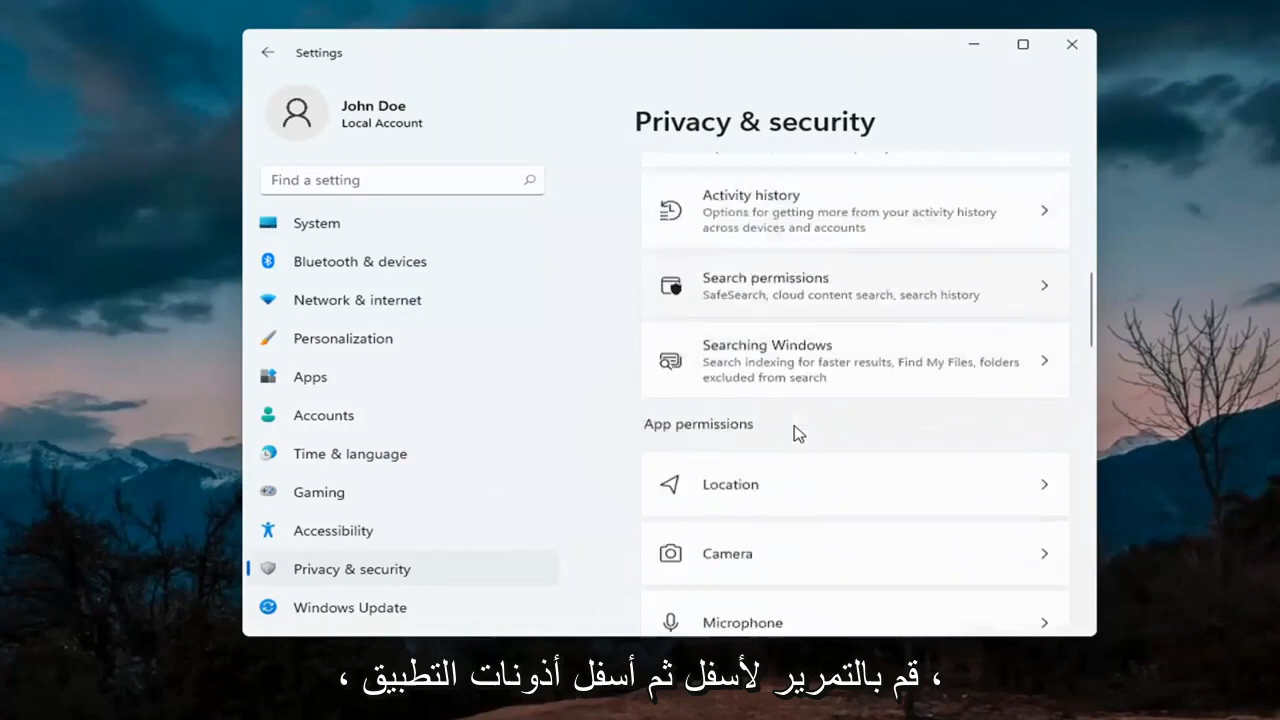 Settings
John Doe
Local Account
Find a setting
System
Bluetooth & devices
Network & internet
Personalization
Apps
Accounts
Time & language
Gaming
Accessibility
Privacy & security
Windows Update
Privacy & security
Activity history
Options for getting more from your activity history
across devices and accounts
Search permissions
SafeSearch, cloud content search, search history
Searching Windows
Search indexing for faster results, Find My Files, folders
excluded from search
App permissions
Location
Camera
Microphone
، قم بالتمرير لأسفل ثم أسفل أذونات التطبيق ،